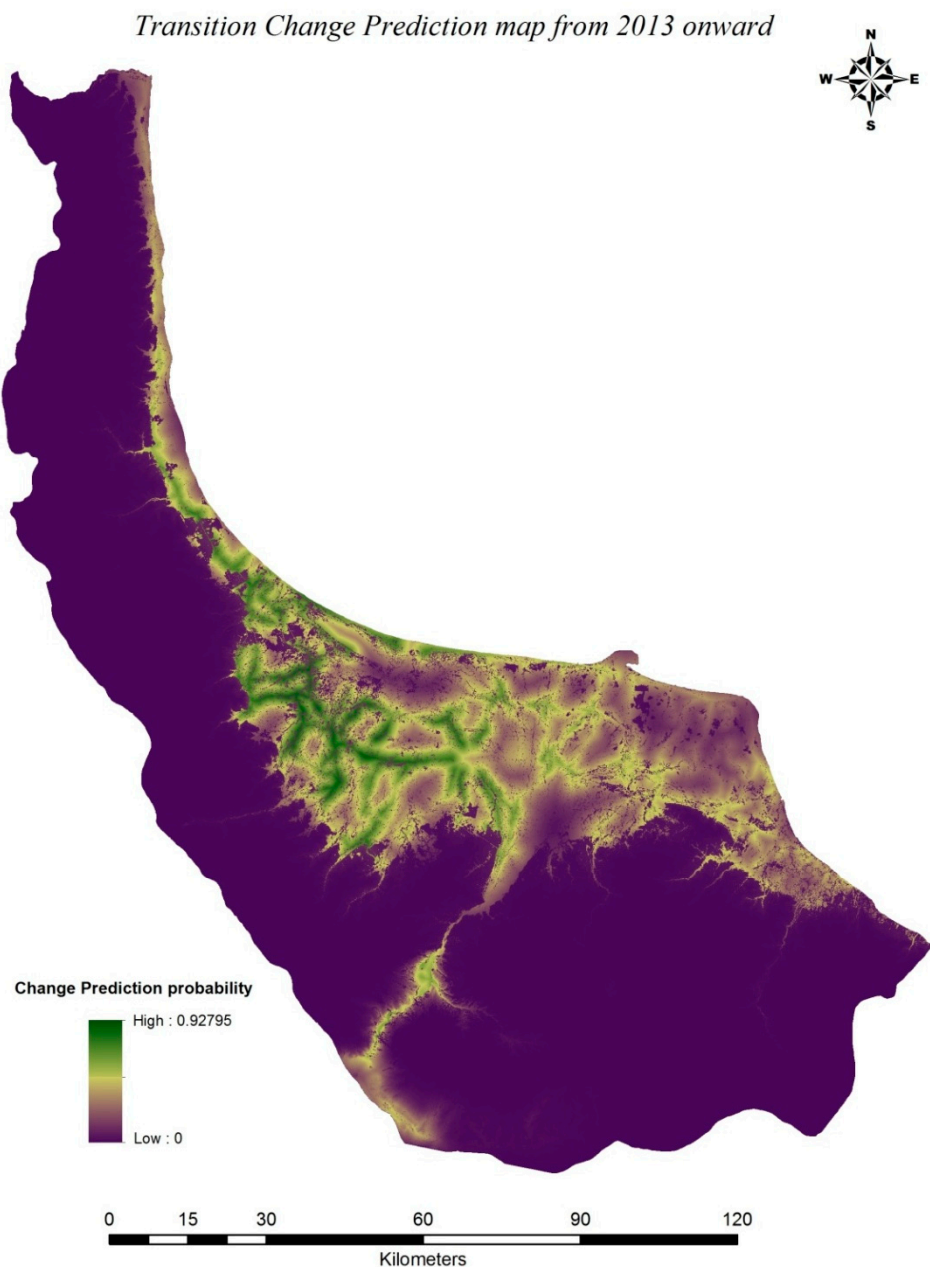 Transition Change Prediction map from 2013 onward
N
W E
S
Change Prediction probability
High : 0.92795
Low : 0
0 15 30 60 90 120
Kilometers